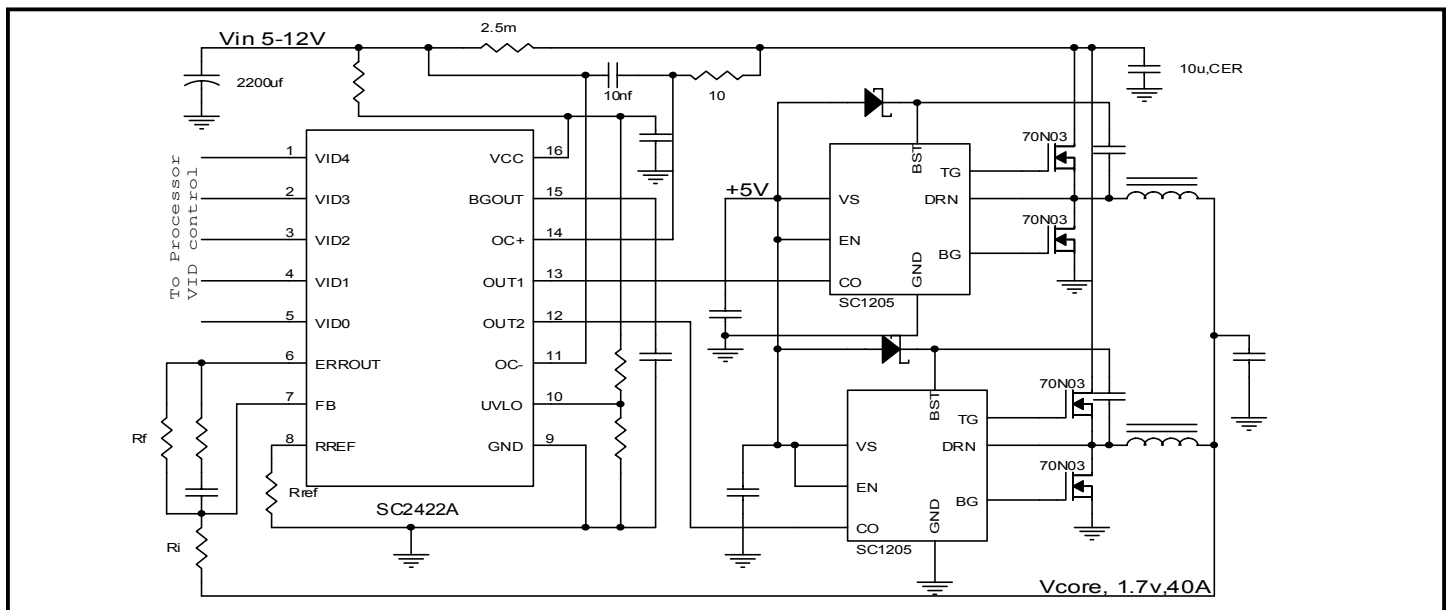 2.5m
Vin 5-12V
2200uf
10nf
10
10u,CER
To Processor
VID control
1
VID4
2
VID3
3
VID2
4
VID1
5
VID0
6
ERROUT
7
FB
8
RREF
VCC
16
BGOUT
15
OC+
14
OUT1
13
OUT2
12
OC-
11
UVLO
10
GND
9
SC2422A
Rf
Ri
Rref
+5V
BST
TG
VS
DRN
EN
BG
CO
GND
SC1205
70N03
70N03
BST
TG
VS
DRN
EN
BG
CO
GND
SC1205
70N03
70N03
Vcore, 1.7v,40A